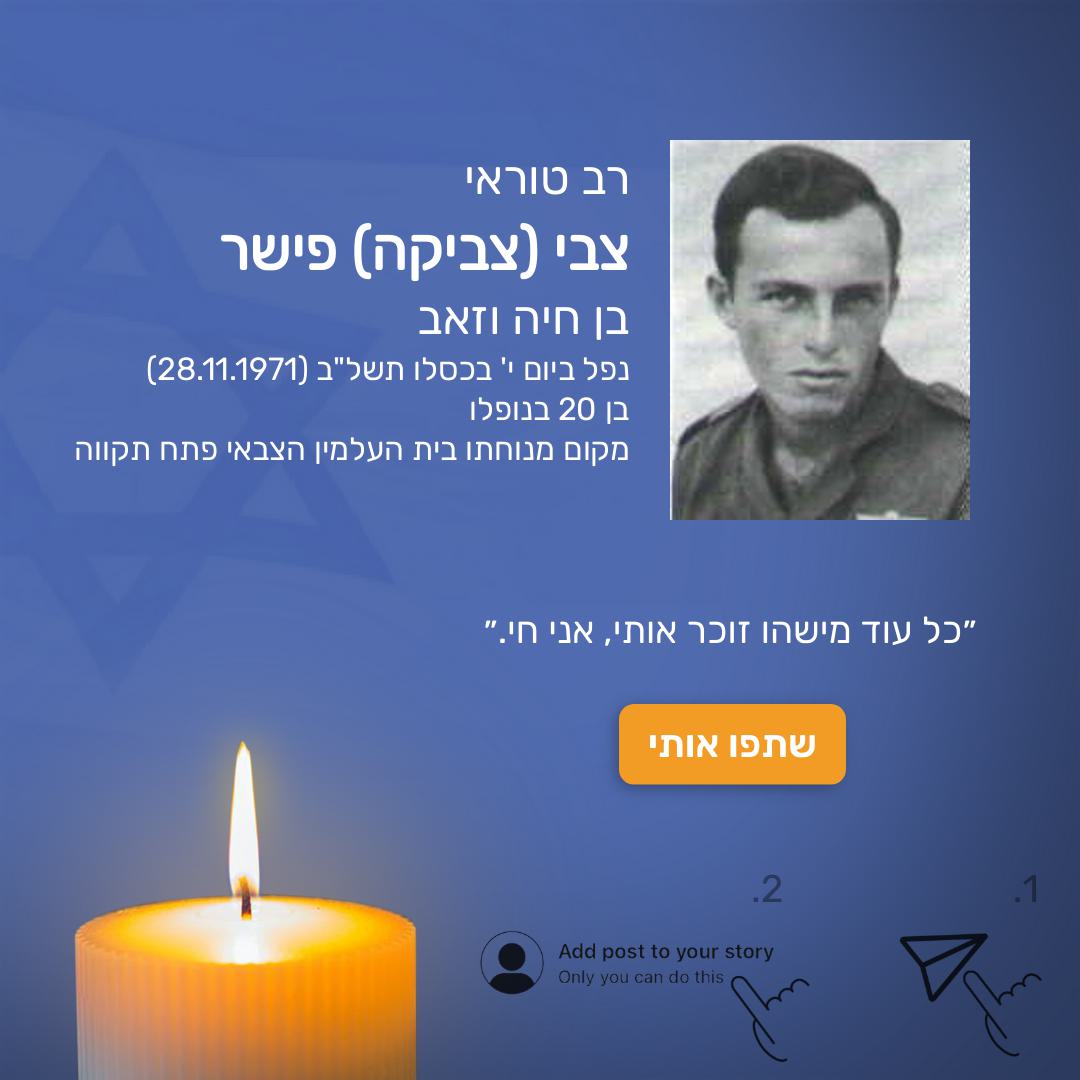 רב טוראי
צבי (צביקה) פישר
בן חיה וזאב
נפל ביום י' בכסלו תשל"ב (28.11.1971)
בן 20 בנופלו
מקום מנוחתו בית העלמין הצבאי פתח תקווה
״כל עוד מישהו זוכר אותי, אני חי.״
שתפו אותי
1.
2.
Add post to your story
Only you can do this